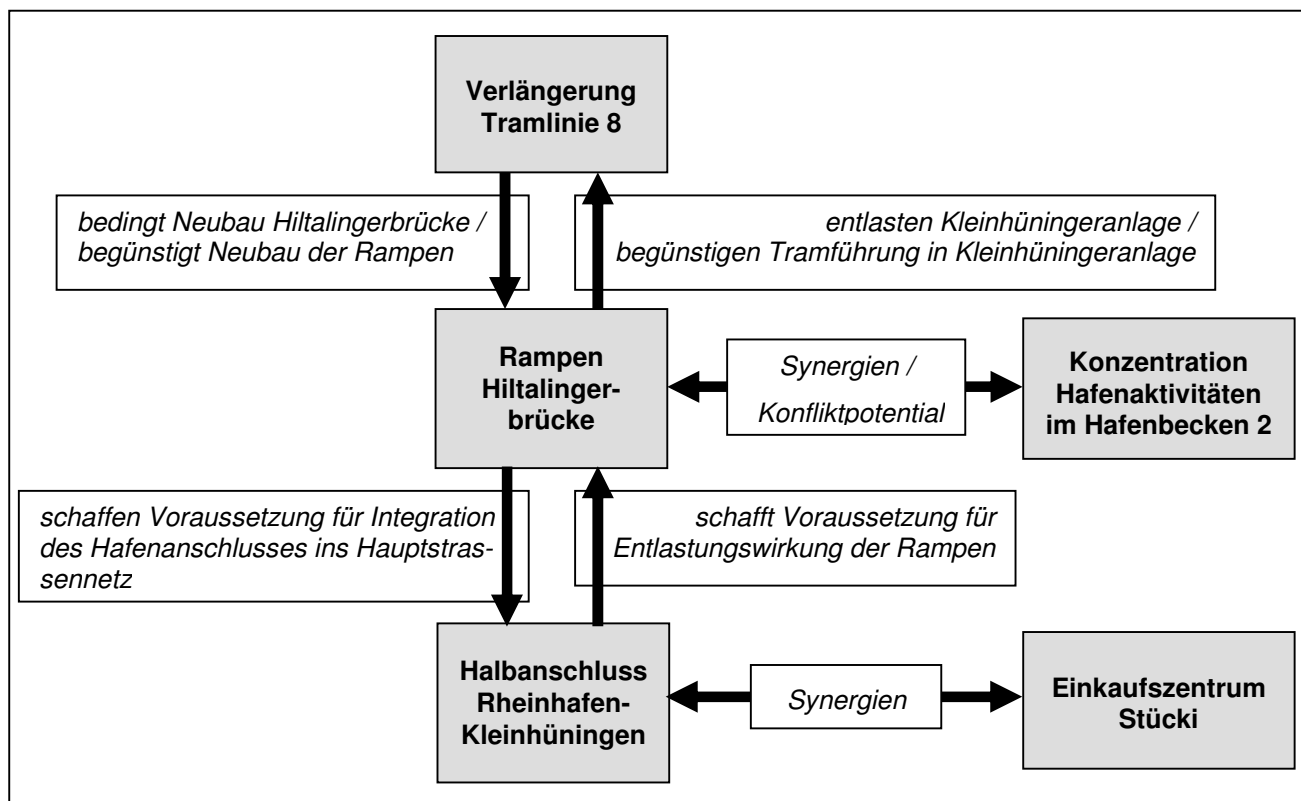 Verlängerung
Tramlinie 8
bedingt Neubau Hiltalingerbrücke /
begünstigt Neubau der Rampen
entlasten Kleinhüningeranlage /
begünstigen Tramführung in Kleinhüningeranlage
Rampen
Hiltalinger-
brücke
Synergien /
Konfliktpotential
Konzentration
Hafenaktivitäten
im Hafenbecken 2
schaffen Voraussetzung für Integration
des Hafenanschlusses ins Hauptstras-
sennetz
schafft Voraussetzung für
Entlastungswirkung der Rampen
Halbanschluss
Rheinhafen-
Kleinhüningen
Synergien
Einkaufszentrum
Stücki